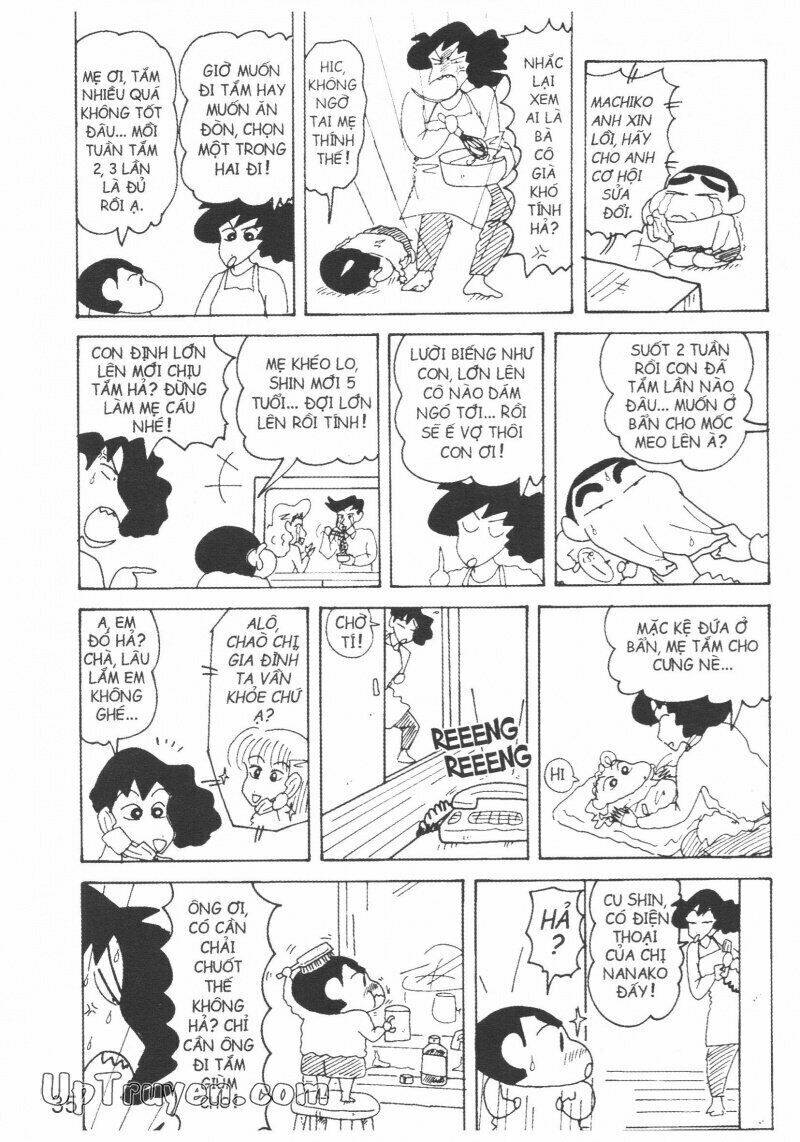 MACHIKO
ANH XIN
LỖI, HÃY
CHO ANH
CƠ HỘI
SỬA
ĐỔI.
NHẮC
LẠI
XEM
AI LÀ
BÀ
CÔ
GIÀ
KHÓ
TÍNH
HẢ?
HIC,
KHÔNG
NGỜ
TAI MẸ
THÍNH
THẾ!
GIỜ MUỐN
ĐI TẮM HAY
MUỐN ĂN
ĐÒN, CHỌN
MỘT TRONG
HAI ĐI!
MẸ ƠI, TẮM
NHIỀU QUÁ
KHÔNG TỐT
ĐÂU... MỖI
TUẦN TẮM
2, 3 LẦN
LÀ ĐỦ
RỒI Ạ.
SUỐT 2 TUẦN
RỒI CON ĐÃ
TẮM LẦN NÀO
ĐÂU... MUỐN Ở
BẨN CHO MỐC
MEO LÊN À?
LƯỜI BIẾNG NHƯ
CON, LỚN LÊN
CÔ NÀO DÁM
NGÓ TỚI... RỒI
SẼ Ế VỢ THÔI
CON ƠI!
MẸ KHÉO LO,
SHIN MỚI 5
TUỔI... ĐỢI LỚN
LÊN RỒI TÍNH!
CON ĐỊNH LỚN
LÊN MỚI CHỊU
TẮM HẢ? ĐỪNG
LÀM MẸ CÁU
NHÉ!
MẶC KỆ ĐỨA Ở
BẨN, MẸ TẮM CHO
CƯNG NÈ...
HI
CHỜ
TÍ!
REEENG
REEENG
ALÔ,
CHAÒ CHỊ,
GIA ĐÌNH
TA VẪN
KHỎE CHỨ
Ạ?
A, EM
ĐÓ HẢ?
CHÀ, LÂU
LẮM EM
KHÔNG
GHÉ...
CU SHIN,
CÓ ĐIỆN
THOẠI
CỦA CHỊ
NANAKO
ĐẤY!
HẢ
?
ÔNG ƠI,
CÓ CẦN
CHẢI
CHUỐT
THẾ
KHÔNG
HẢ? CHỈ
CẦN ÔNG
ĐI TẮM
GIÙM
CHO!
35
UpTruyen.com